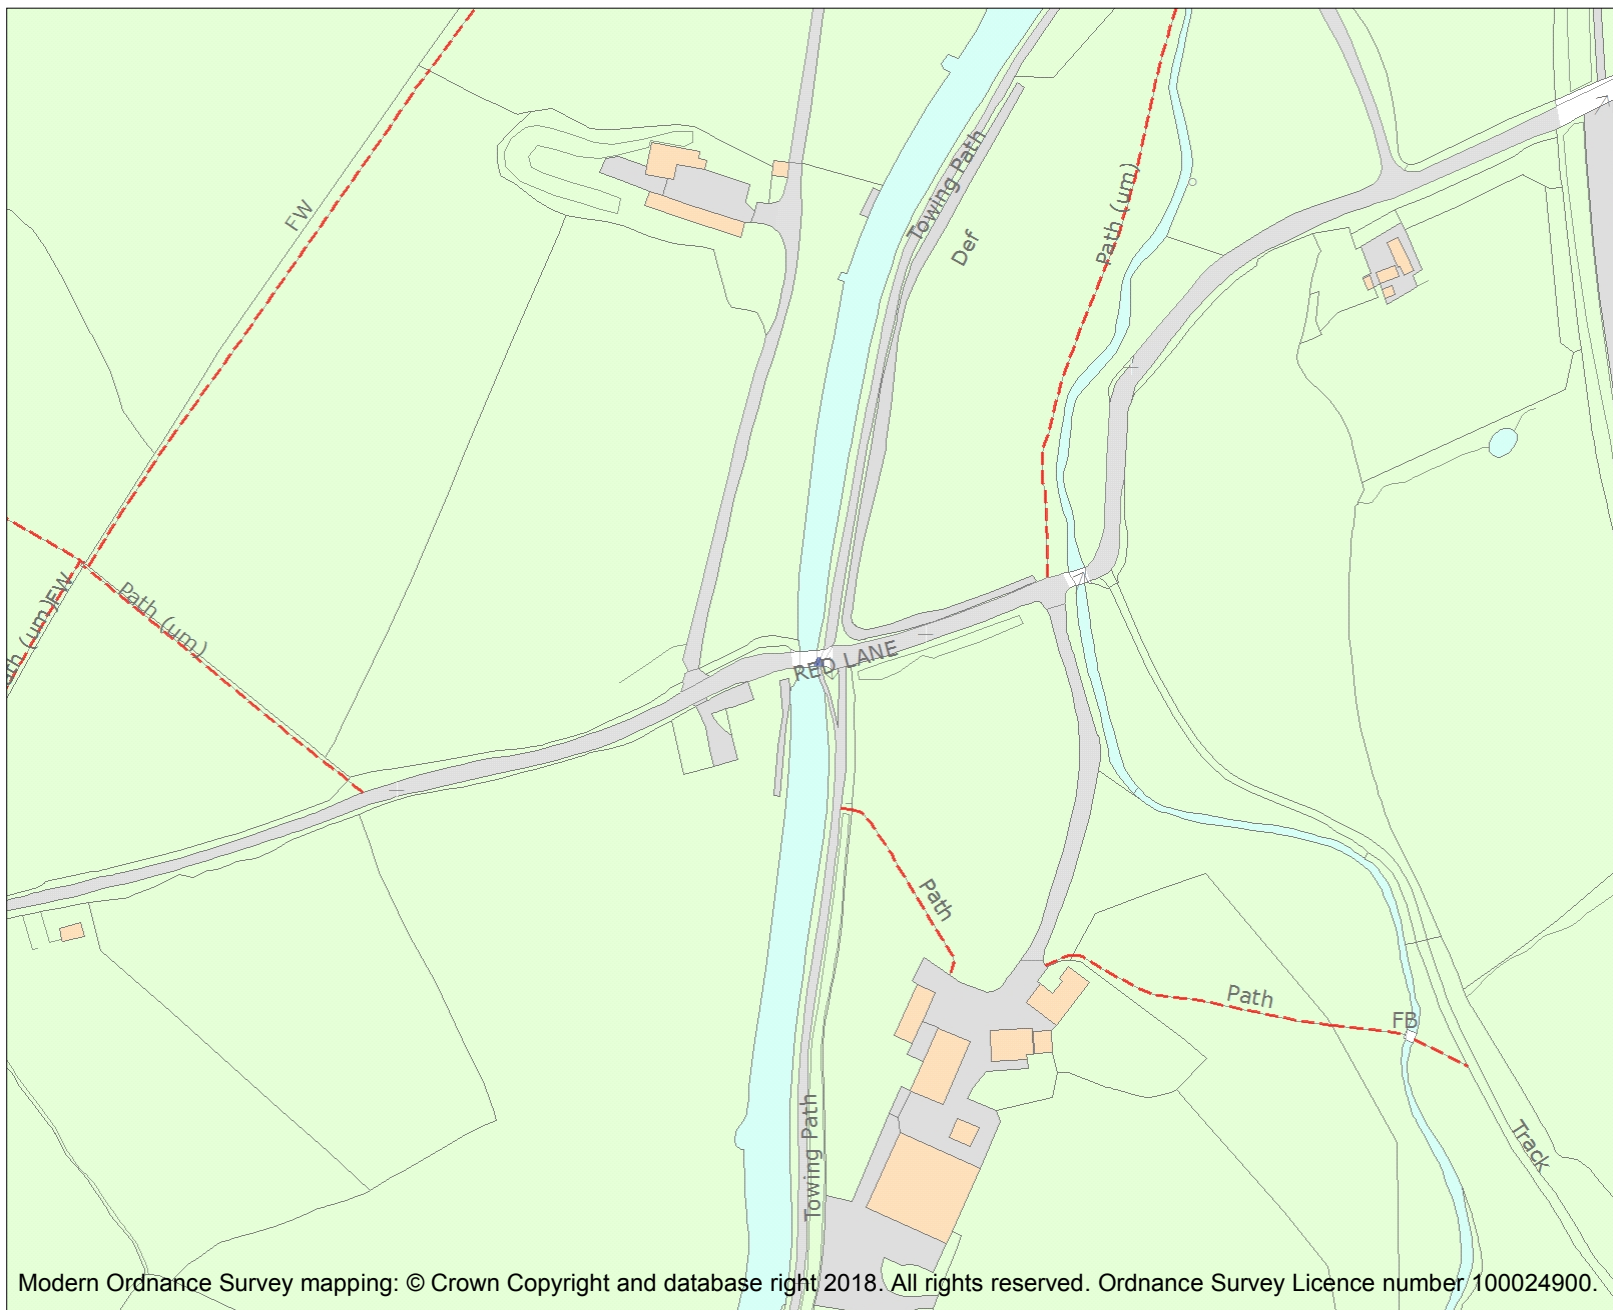 Towing Path
Path (um)
FW
Def
FW
Path (um)
ath (um)
RED LANE
Path
Path
FB
Towing Path
Track
Modern Ordnance Survey mapping: © Crown Copyright and database right 2018. All rights reserved. Ordnance Survey Licence number 100024900.